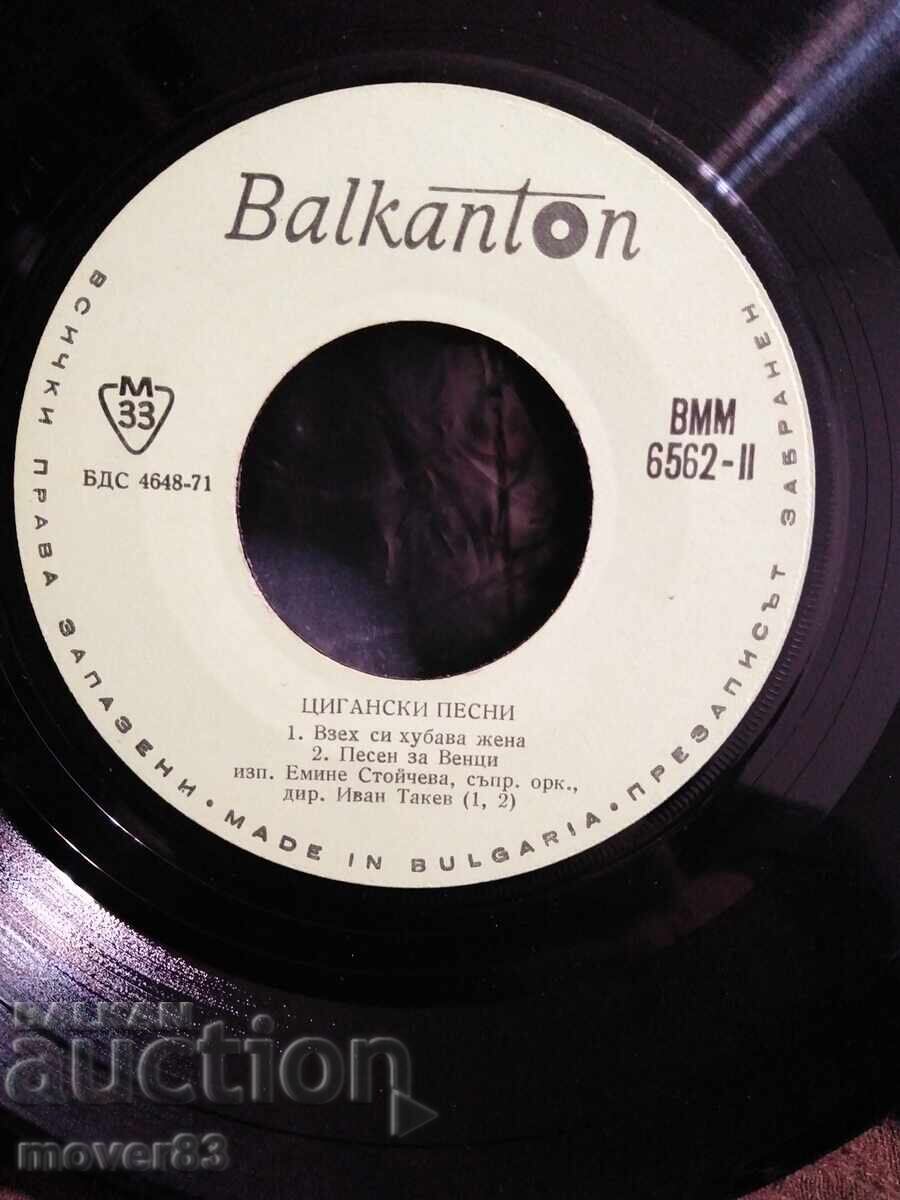 Balkanton
М
33
БДС 4648-71
ВММ
6562-II
ЦИГАНСКИ ПЕСНИ
1. Взех си хубава жена
2. Песен за Венци
изп. Емине Стойчева, съпр. орк.,
дир. Иван Такев (1, 2)
ВСИЧКИ ПРАВА ЗАПАЗЕНИ • MADE IN BULGARIA • ПРЕЗАПИСЪТ ЗАБРАНЕН
BALKAN
auction
mover83